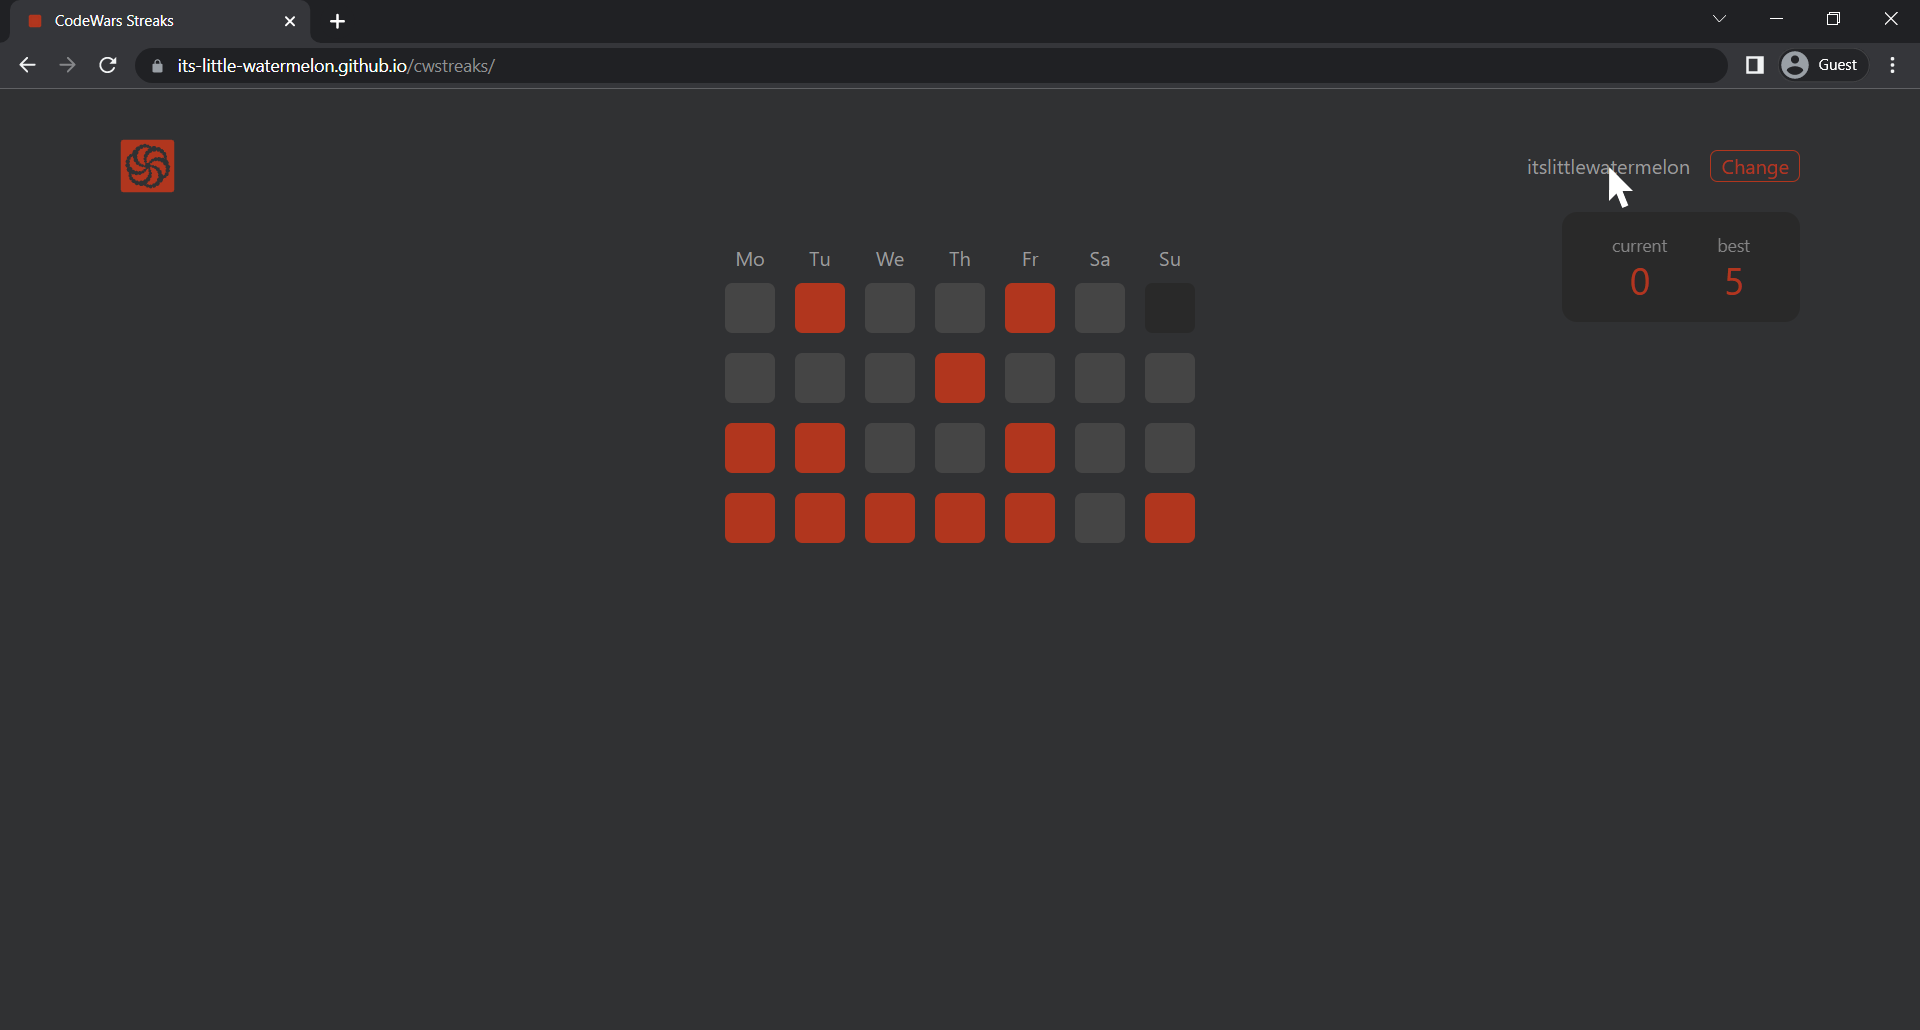 CodeWars Streaks
its-little-watermelon.github.io/cwstreaks/
Guest
itslittlewatermelon Change
current best
0 5
Mo Tu We Th Fr Sa Su